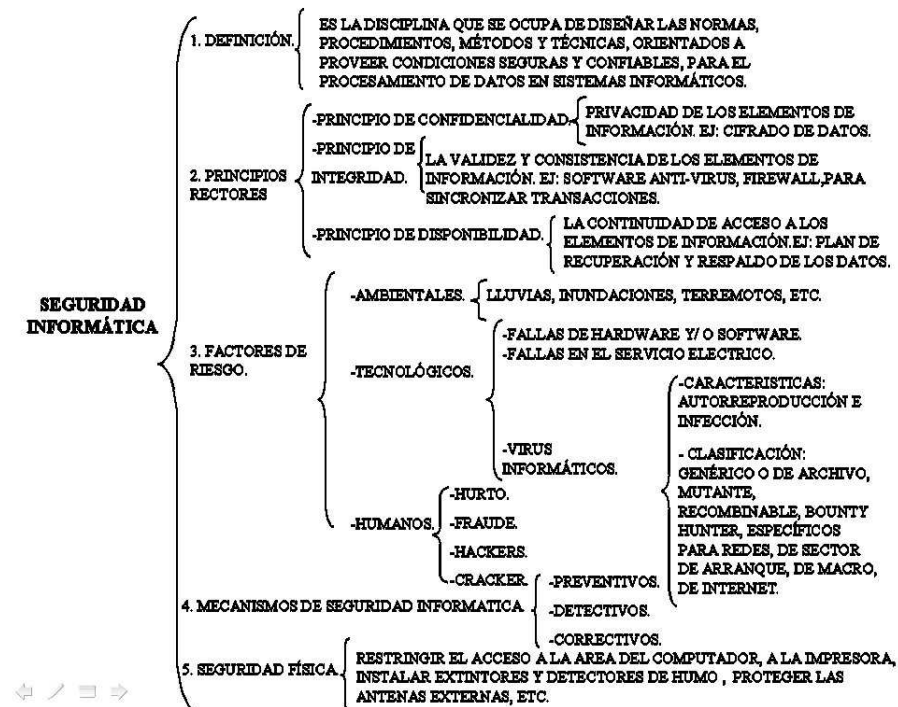 SEGURIDAD
INFORMÁTICA
1. DEFINICIÓN.
ES LA DISCIPLINA QUE SE OCUPA DE DISEÑAR LAS NORMAS,
PROCEDIMIENTOS, MÉTODOS Y TÉCNICAS, ORIENTADOS A
PROVEER CONDICIONES SEGURAS Y CONFIABLES, PARA EL
PROCESAMIENTO DE DATOS EN SISTEMAS INFORMÁTICOS.
2. PRINCIPIOS
RECTORES
-PRINCIPIO DE CONFIDENCIALIDAD
PRIVACIDAD DE LOS ELEMENTOS DE
INFORMACIÓN. EJ: CIFRADO DE DATOS.
-PRINCIPIO DE
INTEGRIDAD.
LA VALIDEZ Y CONSISTENCIA DE LOS ELEMENTOS DE
INFORMACIÓN. EJ: SOFTWARE ANTI-VIRUS, FIREWALL,PARA
SINCRONIZAR TRANSACCIONES.
-PRINCIPIO DE DISPONIBILIDAD.
LA CONTINUIDAD DE ACCESO A LOS
ELEMENTOS DE INFORMACIÓN.EJ: PLAN DE
RECUPERACIÓN Y RESPALDO DE LOS DATOS.
3. FACTORES DE
RIESGO.
-AMBIENTALES.
LLUVIAS, INUNDACIONES, TERREMOTOS, ETC.
-TECNOLÓGICOS.
-FALLAS DE HARDWARE Y/ O SOFTWARE.
-FALLAS EN EL SERVICIO ELECTRICO.
-VIRUS
INFORMÁTICOS.
-CARACTERISTICAS:
AUTORREPRODUCCIÓN E
INFECCIÓN.
- CLASIFICACIÓN:
GENÉRICO O DE ARCHIVO,
MUTANTE,
RECOMBINABLE, BOUNTY
HUNTER, ESPECÍFICOS
PARA REDES, DE SECTOR
DE ARRANQUE, DE MACRO,
DE INTERNET.
-HUMANOS.
-HURTO.
-FRAUDE.
-HACKERS.
-CRACKER.
4. MECANISMOS DE SEGURIDAD INFORMATICA
-PREVENTIVOS.
-DETECTIVOS.
-CORRECTIVOS.
5. SEGURIDAD FÍSICA
RESTRINGIR EL ACCESO A LA AREA DEL COMPUTADOR, A LA IMPRESORA,
INSTALAR EXTINTORES Y DETECTORES DE HUMO , PROTEGER LAS
ANTENAS EXTERNAS, ETC.